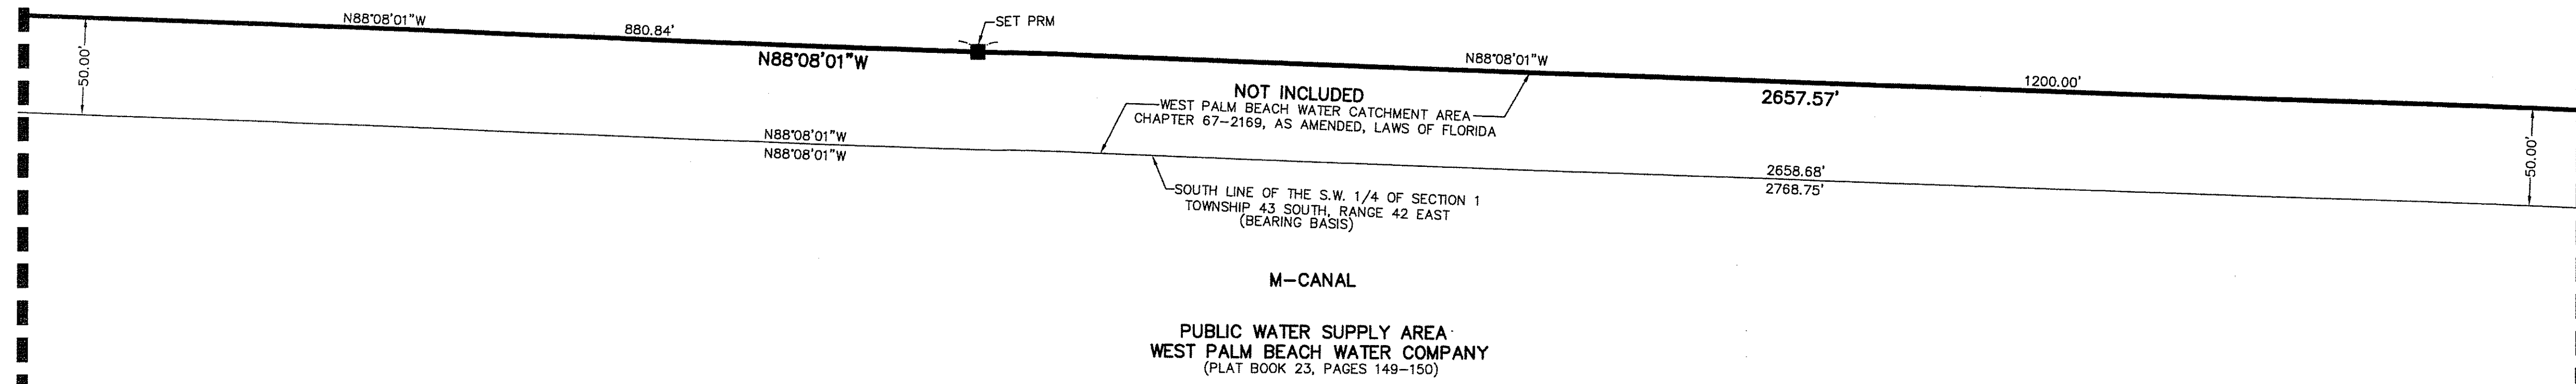 SET PRM
N88°08'01"W
880.84'
N88°08'01"W
N88°08'01"W
1200.00'
2657.57'
50.00'
NOT INCLUDED
WEST PALM BEACH WATER CATCHMENT AREA
CHAPTER 67-2169, AS AMENDED, LAWS OF FLORIDA
N88°08'01"W
N88°08'01"W
2658.68'
2768.75'
50.00'
SOUTH LINE OF THE S.W. 1/4 OF SECTION 1
TOWNSHIP 43 SOUTH, RANGE 42 EAST
(BEARING BASIS)
M-CANAL
PUBLIC WATER SUPPLY AREA
WEST PALM BEACH WATER COMPANY
(PLAT BOOK 23, PAGES 149-150)